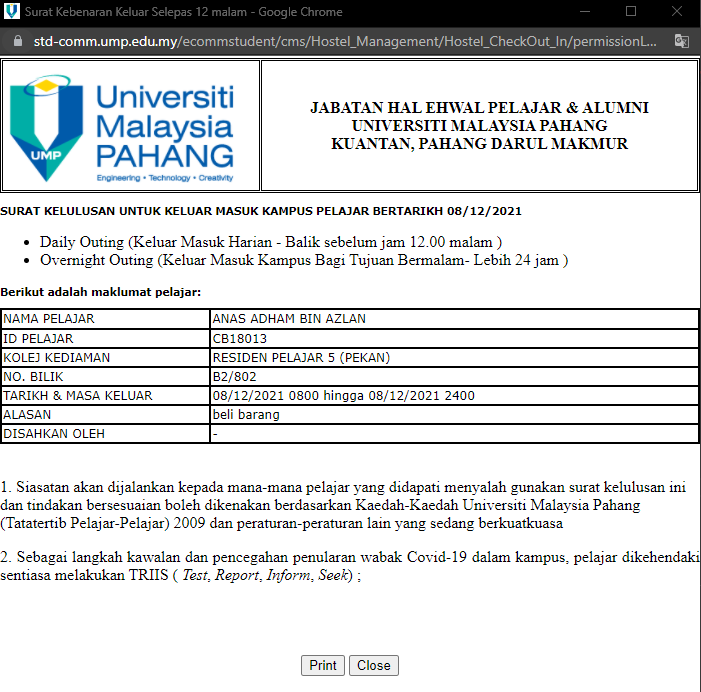 Surat Kebenaran Keluar Selepas 12 malam - Google Chrome
std-comm.ump.edu.my/ecommstudent/cms/Hostel_Management/Hostel_CheckOut_In/permissionL...
UMP
Universiti
Malaysia
PAHANG
Engineering • Technology • Creativity
JABATAN HAL EHWAL PELAJAR & ALUMNI
UNIVERSITI MALAYSIA PAHANG
KUANTAN, PAHANG DARUL MAKMUR
SURAT KELULUSAN UNTUK KELUAR MASUK KAMPUS PELAJAR BERTARIKH 08/12/2021
• Daily Outing (Keluar Masuk Harian - Balik sebelum jam 12.00 malam )
• Overnight Outing (Keluar Masuk Kampus Bagi Tujuan Bermalam- Lebih 24 jam )
Berikut adalah maklumat pelajar:
NAMA PELAJAR ANAS ADHAM BIN AZLAN
ID PELAJAR CB18013
KOLEJ KEDIAMAN RESIDEN PELAJAR 5 (PEKAN)
NO. BILIK B2/802
TARIKH & MASA KELUAR 08/12/2021 0800 hingga 08/12/2021 2400
ALASAN beli barang
DISAHKAN OLEH -
1. Siasatan akan dijalankan kepada mana-mana pelajar yang didapati menyalah gunakan surat kelulusan ini
dan tindakan bersesuaian boleh dikenakan berdasarkan Kaedah-Kaedah Universiti Malaysia Pahang
(Tatatertib Pelajar-Pelajar) 2009 dan peraturan-peraturan lain yang sedang berkuatkuasa
2. Sebagai langkah kawalan dan pencegahan penularan wabak Covid-19 dalam kampus, pelajar dikehendaki
sentiasa melakukan TRIIS ( Test, Report, Inform, Seek) ;
Print Close